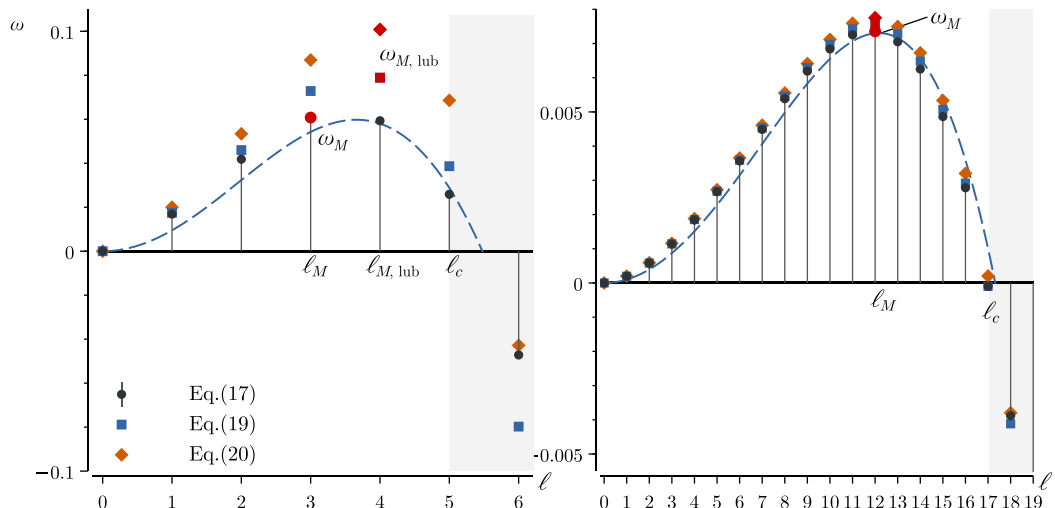 ω
0.1
0
−0.1
ω_M
ω_{M, lub}
ℓ_M
ℓ_{M, lub}
ℓ_c
Eq.(17)
Eq.(19)
Eq.(20)
0 1 2 3 4 5 6 ℓ
0.005
0
-0.005
ω_M
ℓ_M
ℓ_c
0 1 2 3 4 5 6 7 8 9 10 11 12 13 14 15 16 17 18 19 ℓ